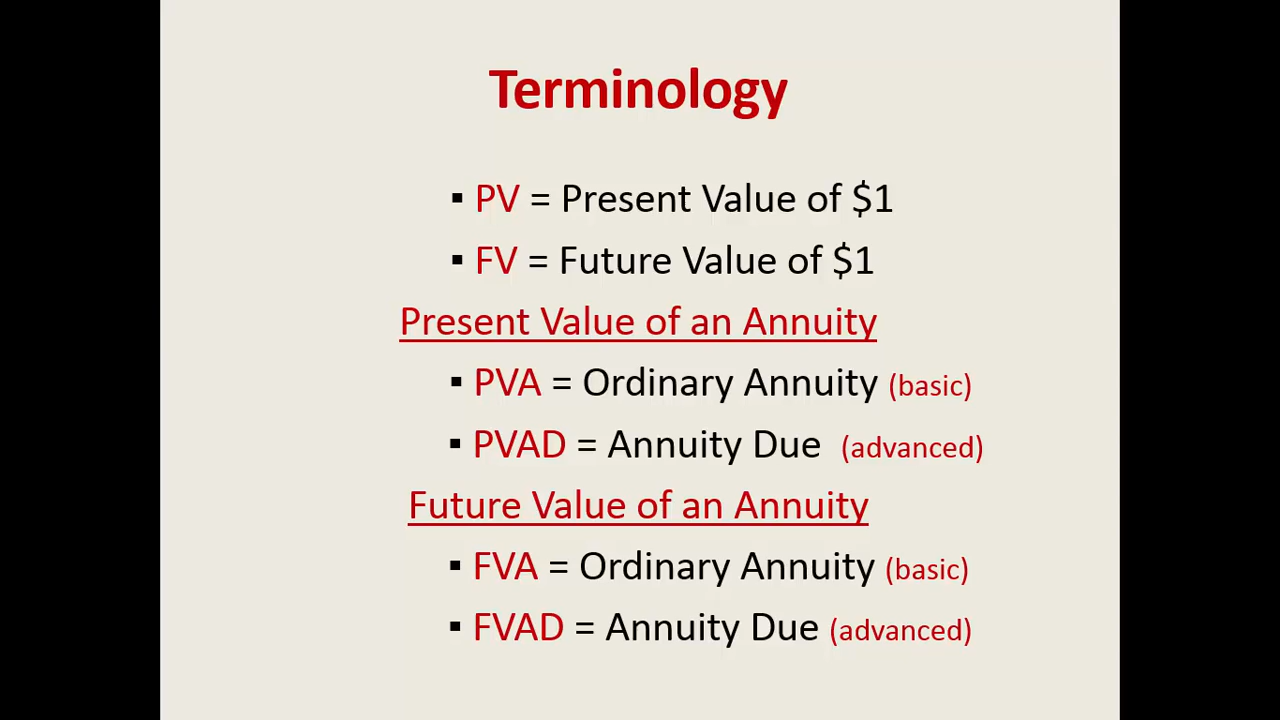 Terminology
▪ PV = Present Value of $1
▪ FV = Future Value of $1
Present Value of an Annuity
▪ PVA = Ordinary Annuity (basic)
▪ PVAD = Annuity Due (advanced)
Future Value of an Annuity
▪ FVA = Ordinary Annuity (basic)
▪ FVAD = Annuity Due (advanced)